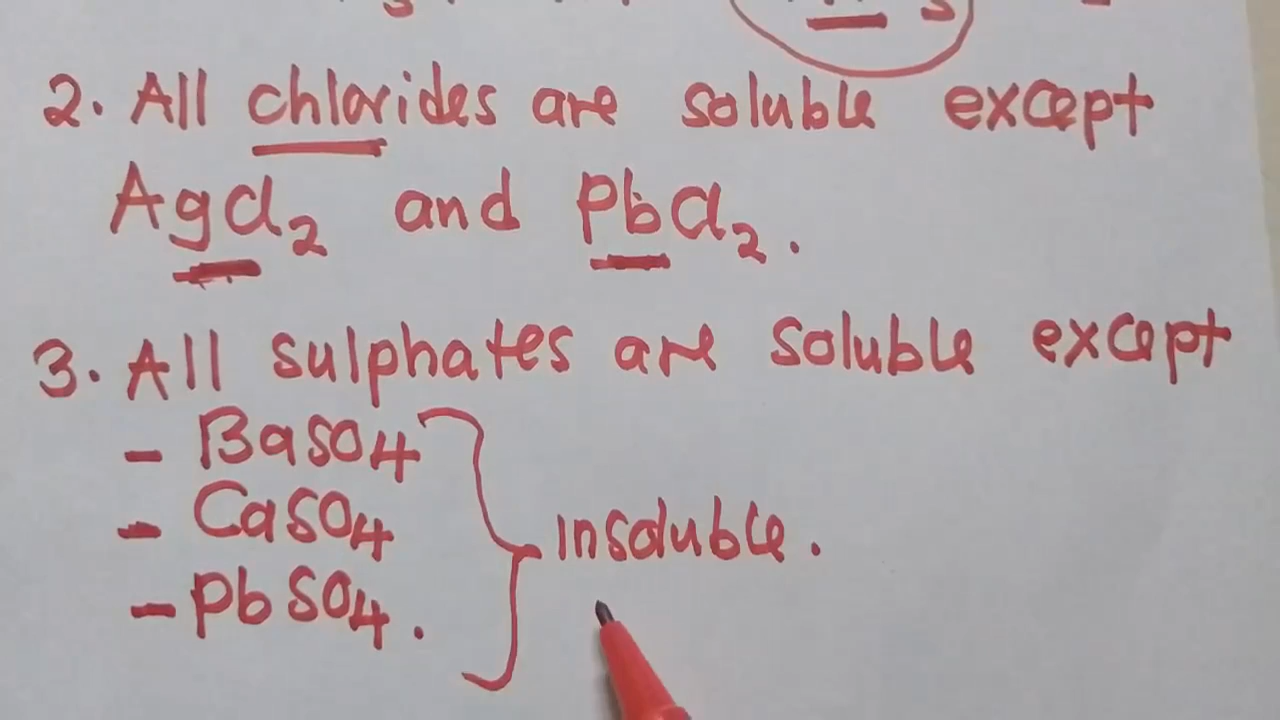 2. All chlorides are soluble except
AgCl₂ and PbCl₂.
3. All sulphates are soluble except
- BaSO4
- CaSO4
- PbSO4.
insoluble.